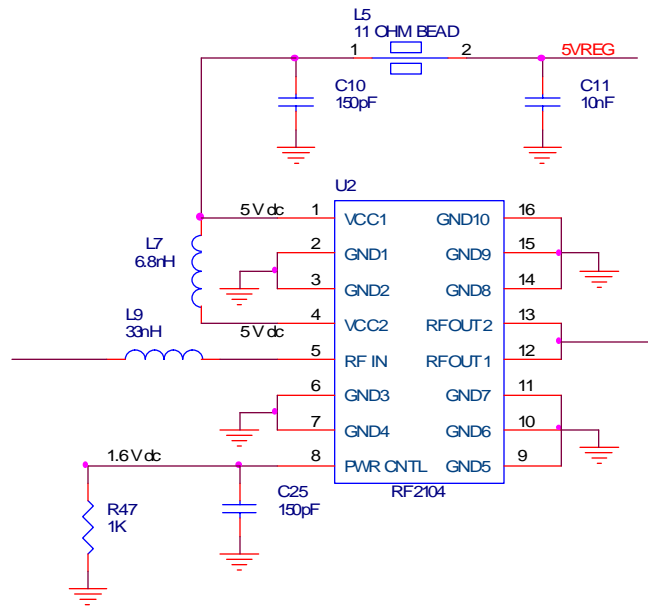 L5
11 OHM BEAD
1
2
5VREG
C10
150pF
C11
10nF
U2
5 Vdc
1
VCC1
GND10
16
2
GND1
GND9
15
L7
6.8nH
3
GND2
GND8
14
4
VCC2
RFOUT2
13
5 Vdc
L9
33nH
5
RF IN
RFOUT1
12
6
GND3
GND7
11
7
GND4
GND6
10
1.6 Vdc
8
PWR CNTL
GND5
9
RF2104
R47
1K
C25
150pF